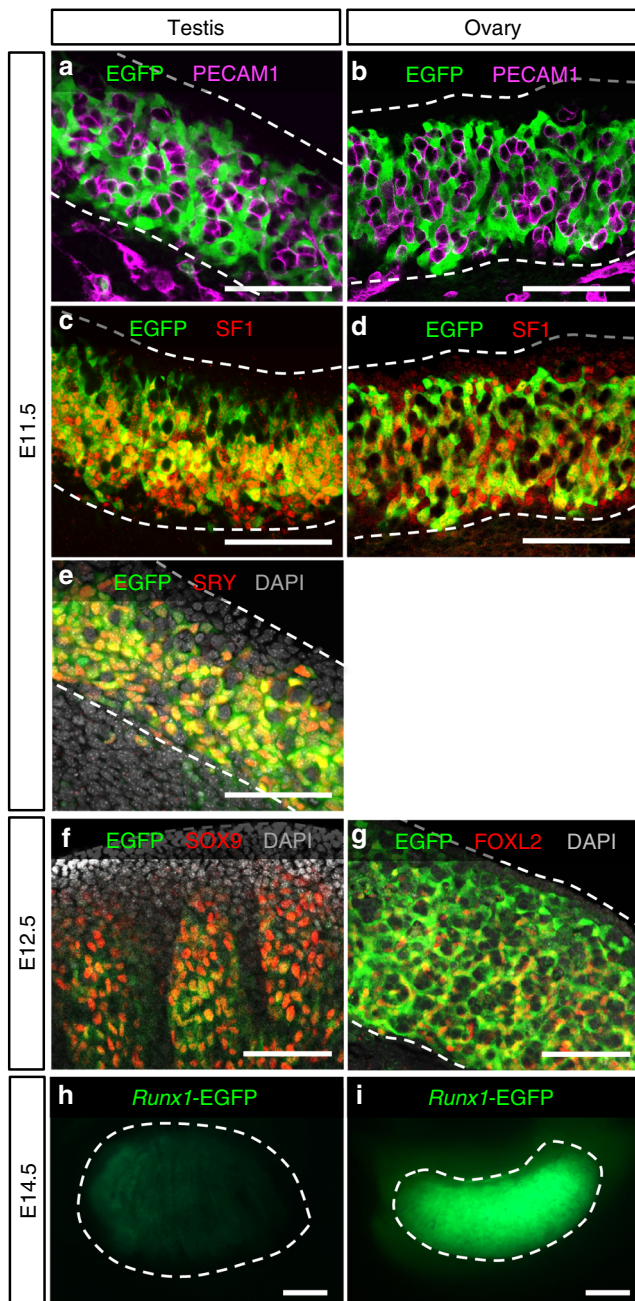 Testis
Ovary
E11.5
a EGFP PECAM1
b EGFP PECAM1
c EGFP SF1
d EGFP SF1
e EGFP SRY DAPI
E12.5
f EGFP SOX9 DAPI
g EGFP FOXL2 DAPI
E14.5
h Runx1-EGFP
i Runx1-EGFP